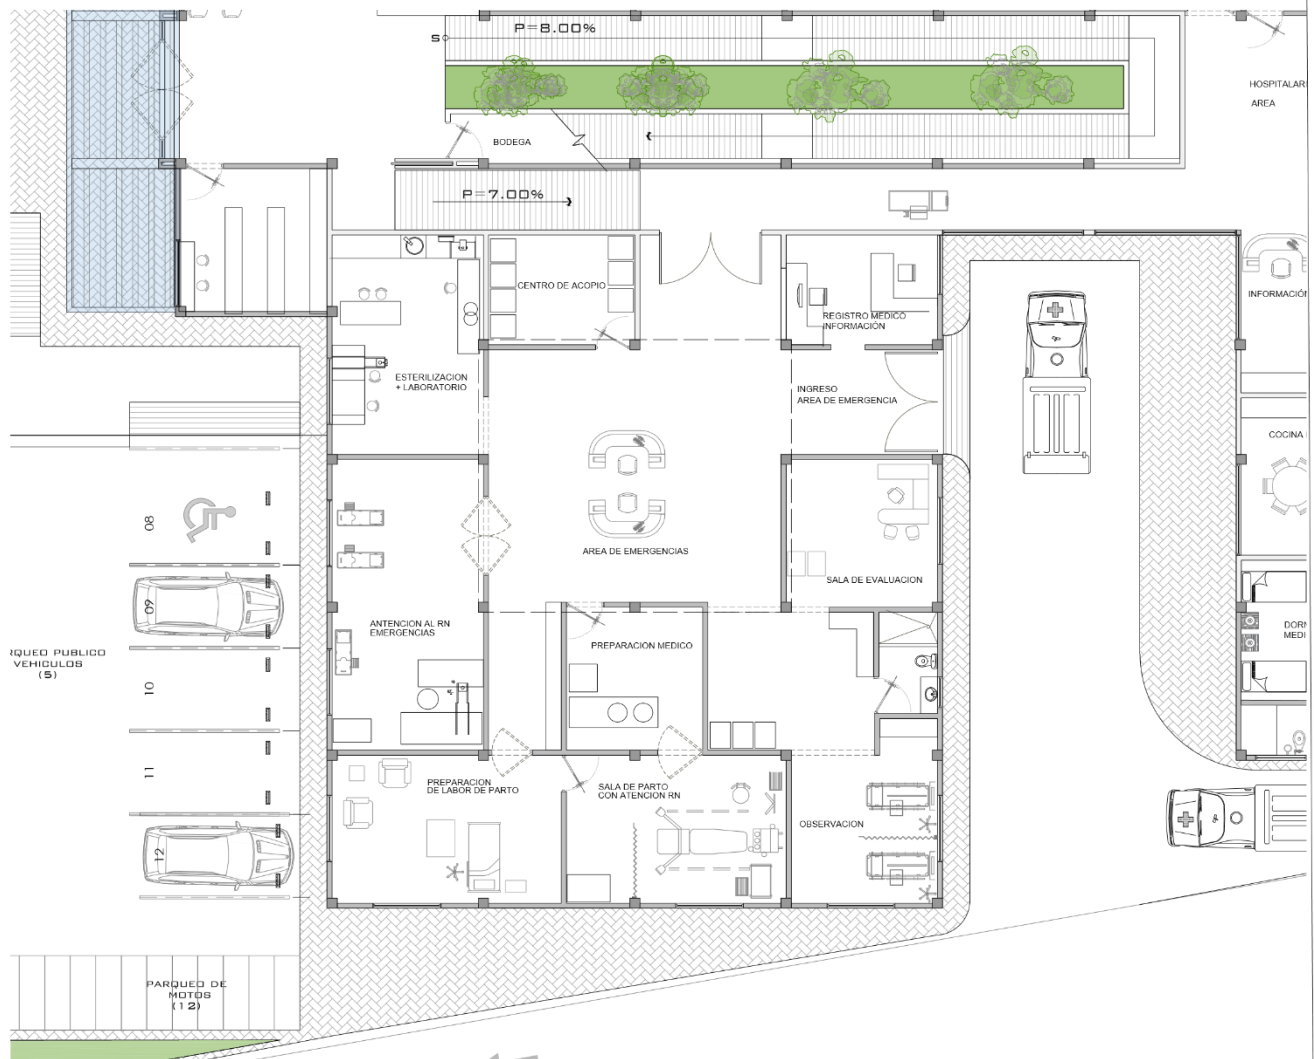 P=8.00%
S
HOSPITALAR
AREA
BODEGA
P=7.00%
CENTRO DE ACOPIO
INFORMACIÓN
REGISTRO MEDICO
INFORMACIÓN
ESTERILIZACION
+ LABORATORIO
INGRESO
AREA DE EMERGENCIA
COCINA
08
AREA DE EMERGENCIAS
SALA DE EVALUACION
09
ANTENCION AL RN
EMERGENCIAS
PREPARACION MEDICO
DOR
MEDI
RQUEO PUBLICO
VEHICULOS
(5)
10
11
PREPARACION
DE LABOR DE PARTO
SALA DE PARTO
CON ATENCION RN
OBSERVACION
12
PARQUEO DE
MOTOS
(12)